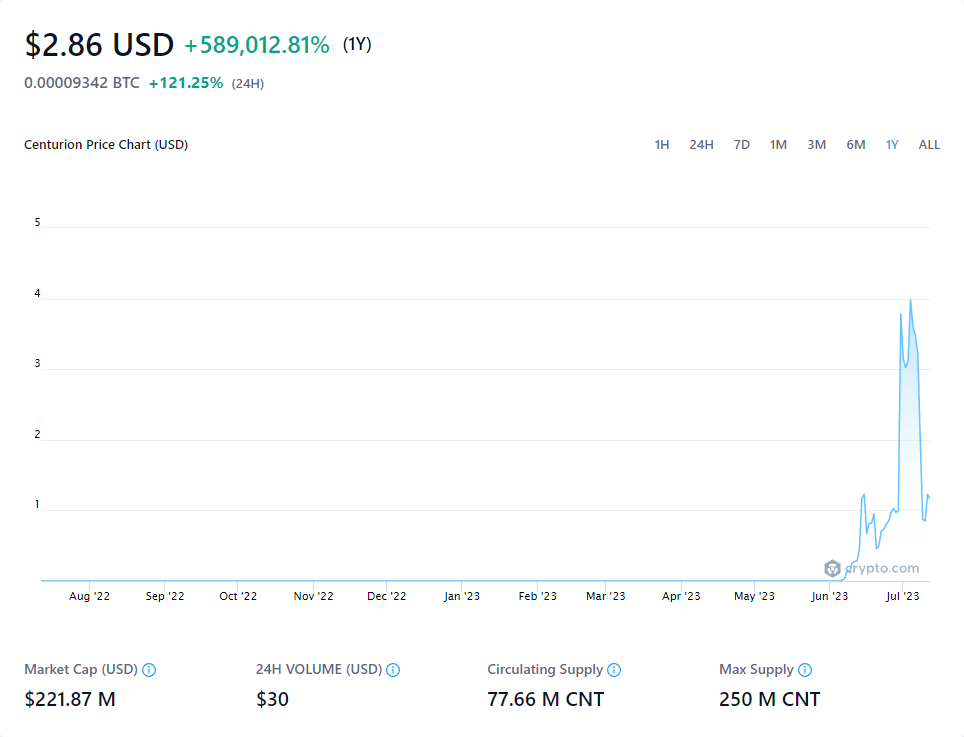 $2.86 USD +589,012.81% (1Y)
0.00009342 BTC +121.25% (24H)
Centurion Price Chart (USD) 1H 24H 7D 1M 3M 6M 1Y ALL
5
4
3
2
1
crypto.com
Aug '22 Sep '22 Oct '22 Nov '22 Dec '22 Jan '23 Feb '23 Mar '23 Apr '23 May '23 Jun '23 Jul '23
Market Cap (USD) 24H VOLUME (USD) Circulating Supply Max Supply
$221.87 M $30 77.66 M CNT 250 M CNT